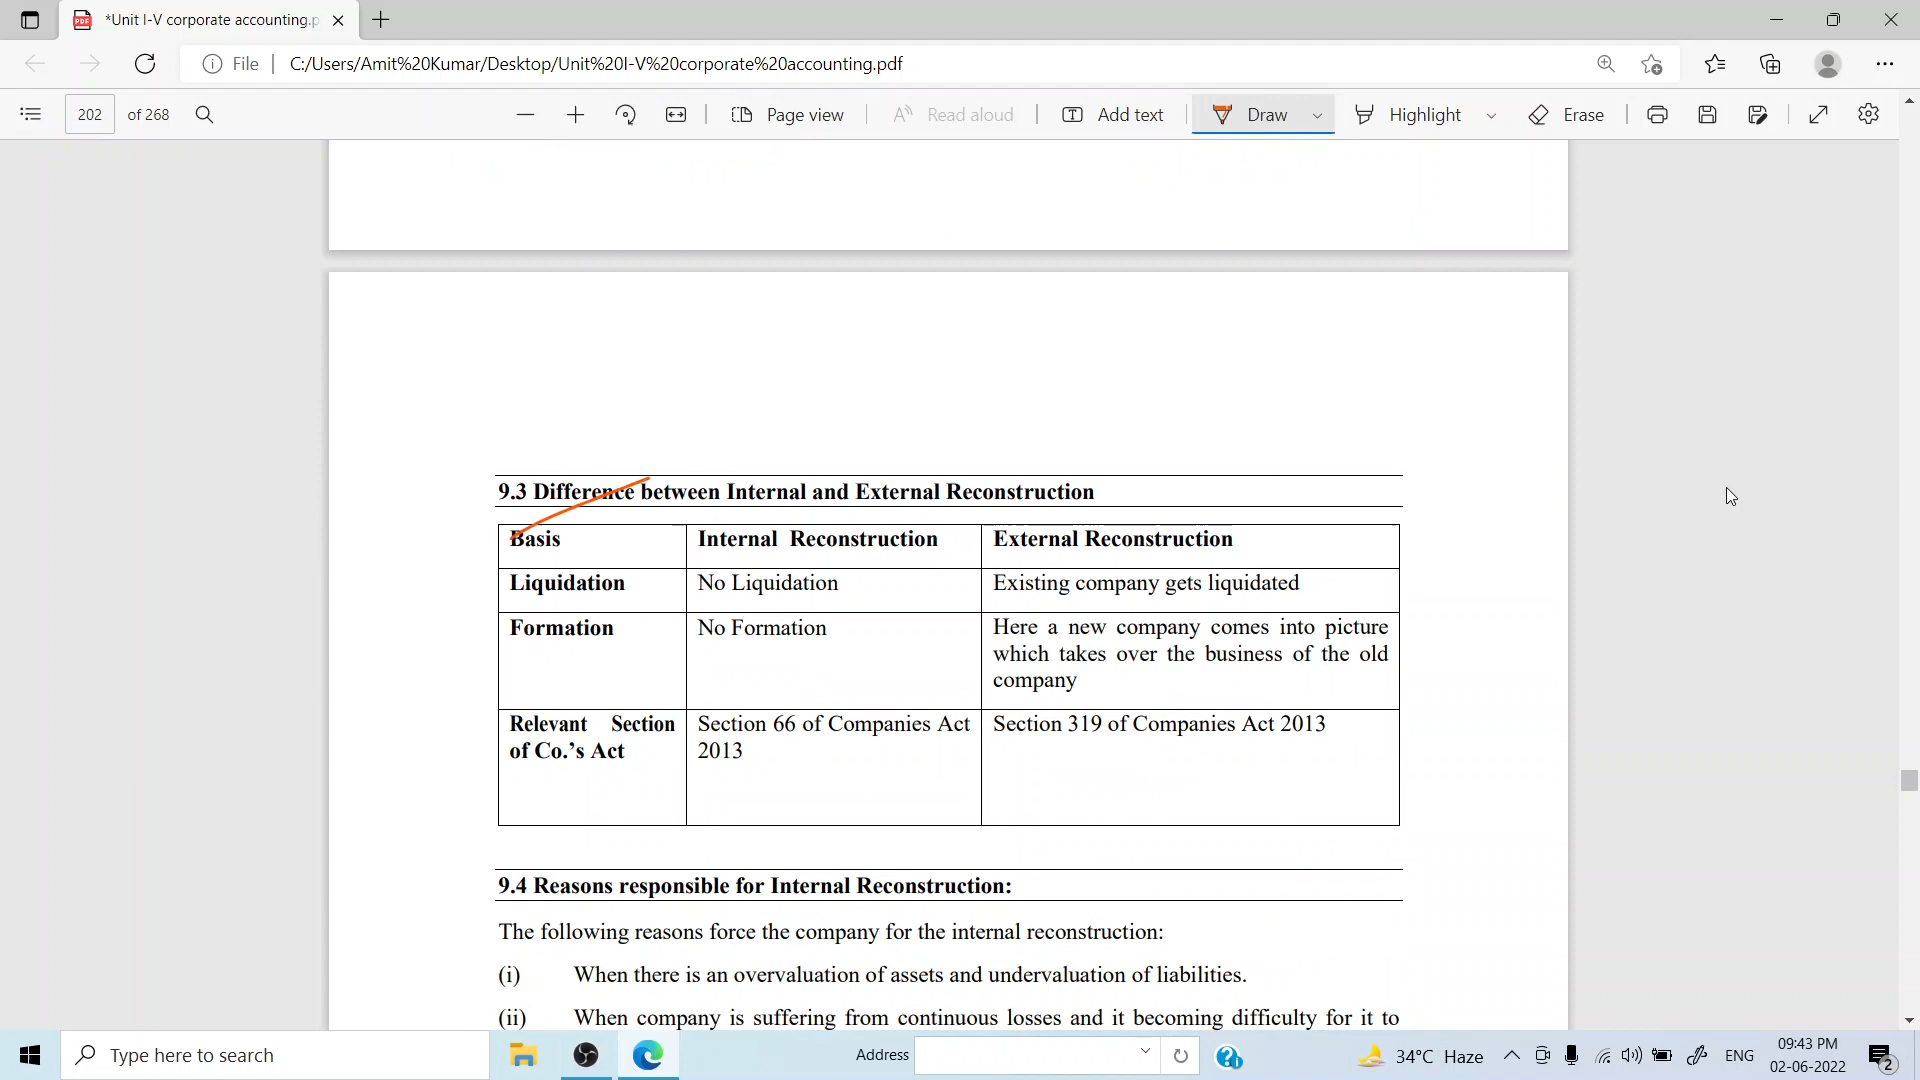 *Unit I-V corporate accounting.p
File
C:/Users/Amit%20Kumar/Desktop/Unit%20I-V%20corporate%20accounting.pdf
202 of 268
Page view
Read aloud
Add text
Draw
Highlight
Erase
9.3 Difference between Internal and External Reconstruction
Basis Internal Reconstruction External Reconstruction
Liquidation No Liquidation Existing company gets liquidated
Formation No Formation Here a new company comes into picture
which takes over the business of the old
company
Relevant Section Section 66 of Companies Act Section 319 of Companies Act 2013
of Co.'s Act 2013
9.4 Reasons responsible for Internal Reconstruction:
The following reasons force the company for the internal reconstruction:
(i) When there is an overvaluation of assets and undervaluation of liabilities.
(ii) When company is suffering from continuous losses and it becoming difficulty for it to
Type here to search
Address
34°C Haze
ENG
09:43 PM
02-06-2022
2